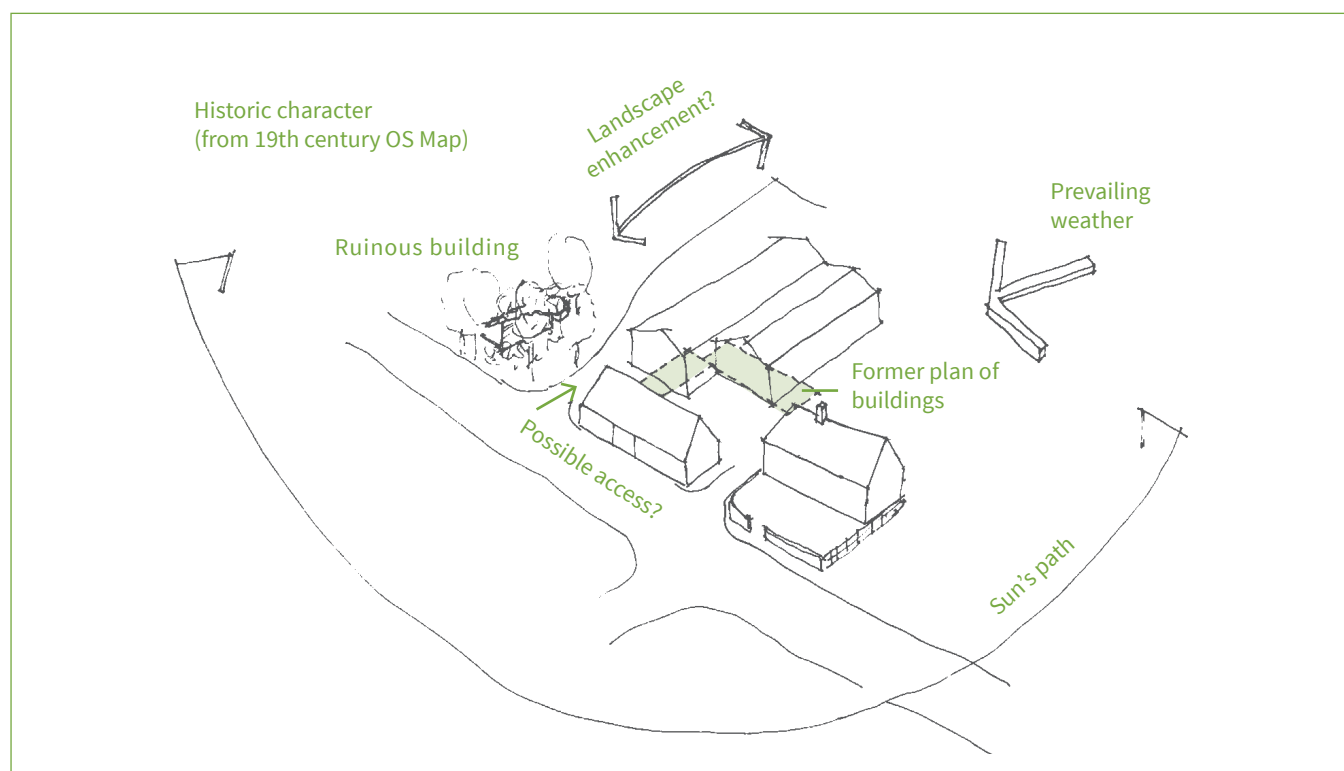 Historic character
(from 19th century OS Map)
Landscape
enhancement?
Prevailing
weather
Ruinous building
Former plan of
buildings
Possible access?
Sun’s path